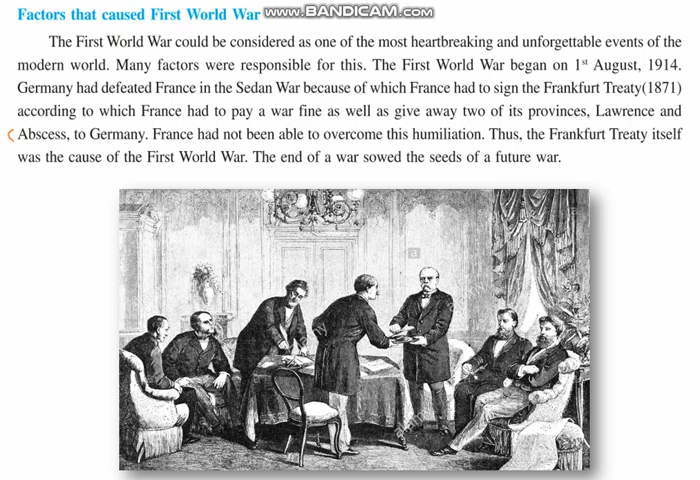 Factors that caused First World War www.BANDICAM.com
The First World War could be considered as one of the most heartbreaking and unforgettable events of the
modern world. Many factors were responsible for this. The First World War began on 1st August, 1914.
Germany had defeated France in the Sedan War because of which France had to sign the Frankfurt Treaty(1871)
according to which France had to pay a war fine as well as give away two of its provinces, Lawrence and
Abscess, to Germany. France had not been able to overcome this humiliation. Thus, the Frankfurt Treaty itself
was the cause of the First World War. The end of a war sowed the seeds of a future war.
a